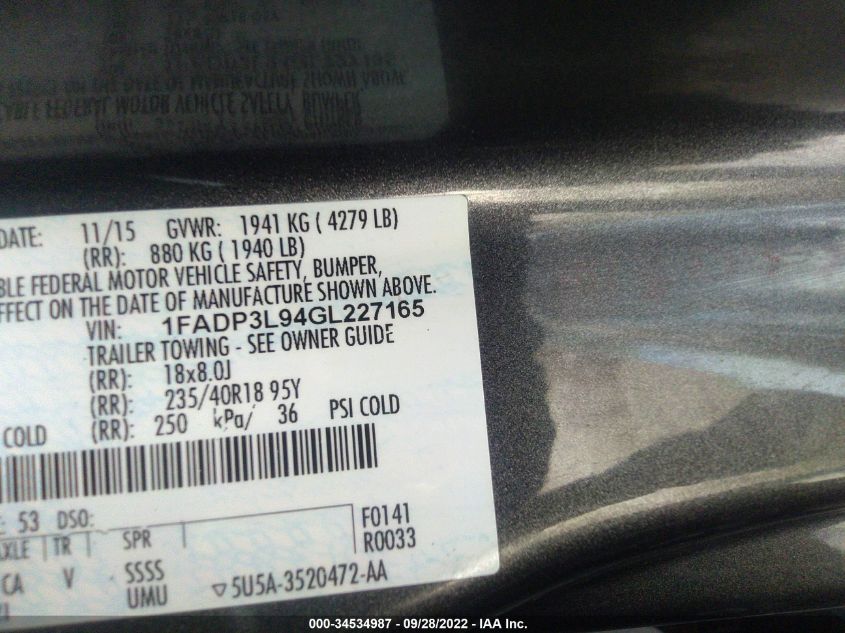 DATE: 11/15 GVWR: 1941 KG ( 4279 LB)
(RR): 880 KG ( 1940 LB)
BLE FEDERAL MOTOR VEHICLE SAFETY, BUMPER,
FFECT ON THE DATE OF MANUFACTURE SHOWN ABOVE.
VIN: 1FADP3L94GL227165
TRAILER TOWING - SEE OWNER GUIDE
(RR): 18x8.0J
(RR): 235/40R18 95Y
COLD (RR): 250 kPa/ 36 PSI COLD
: 53 DSO:
AXLE TR SPR F0141
R0033
CA V SSSS
UMU ▽5U5A-3520472-AA
000-34534987 - 09/28/2022 - IAA Inc.